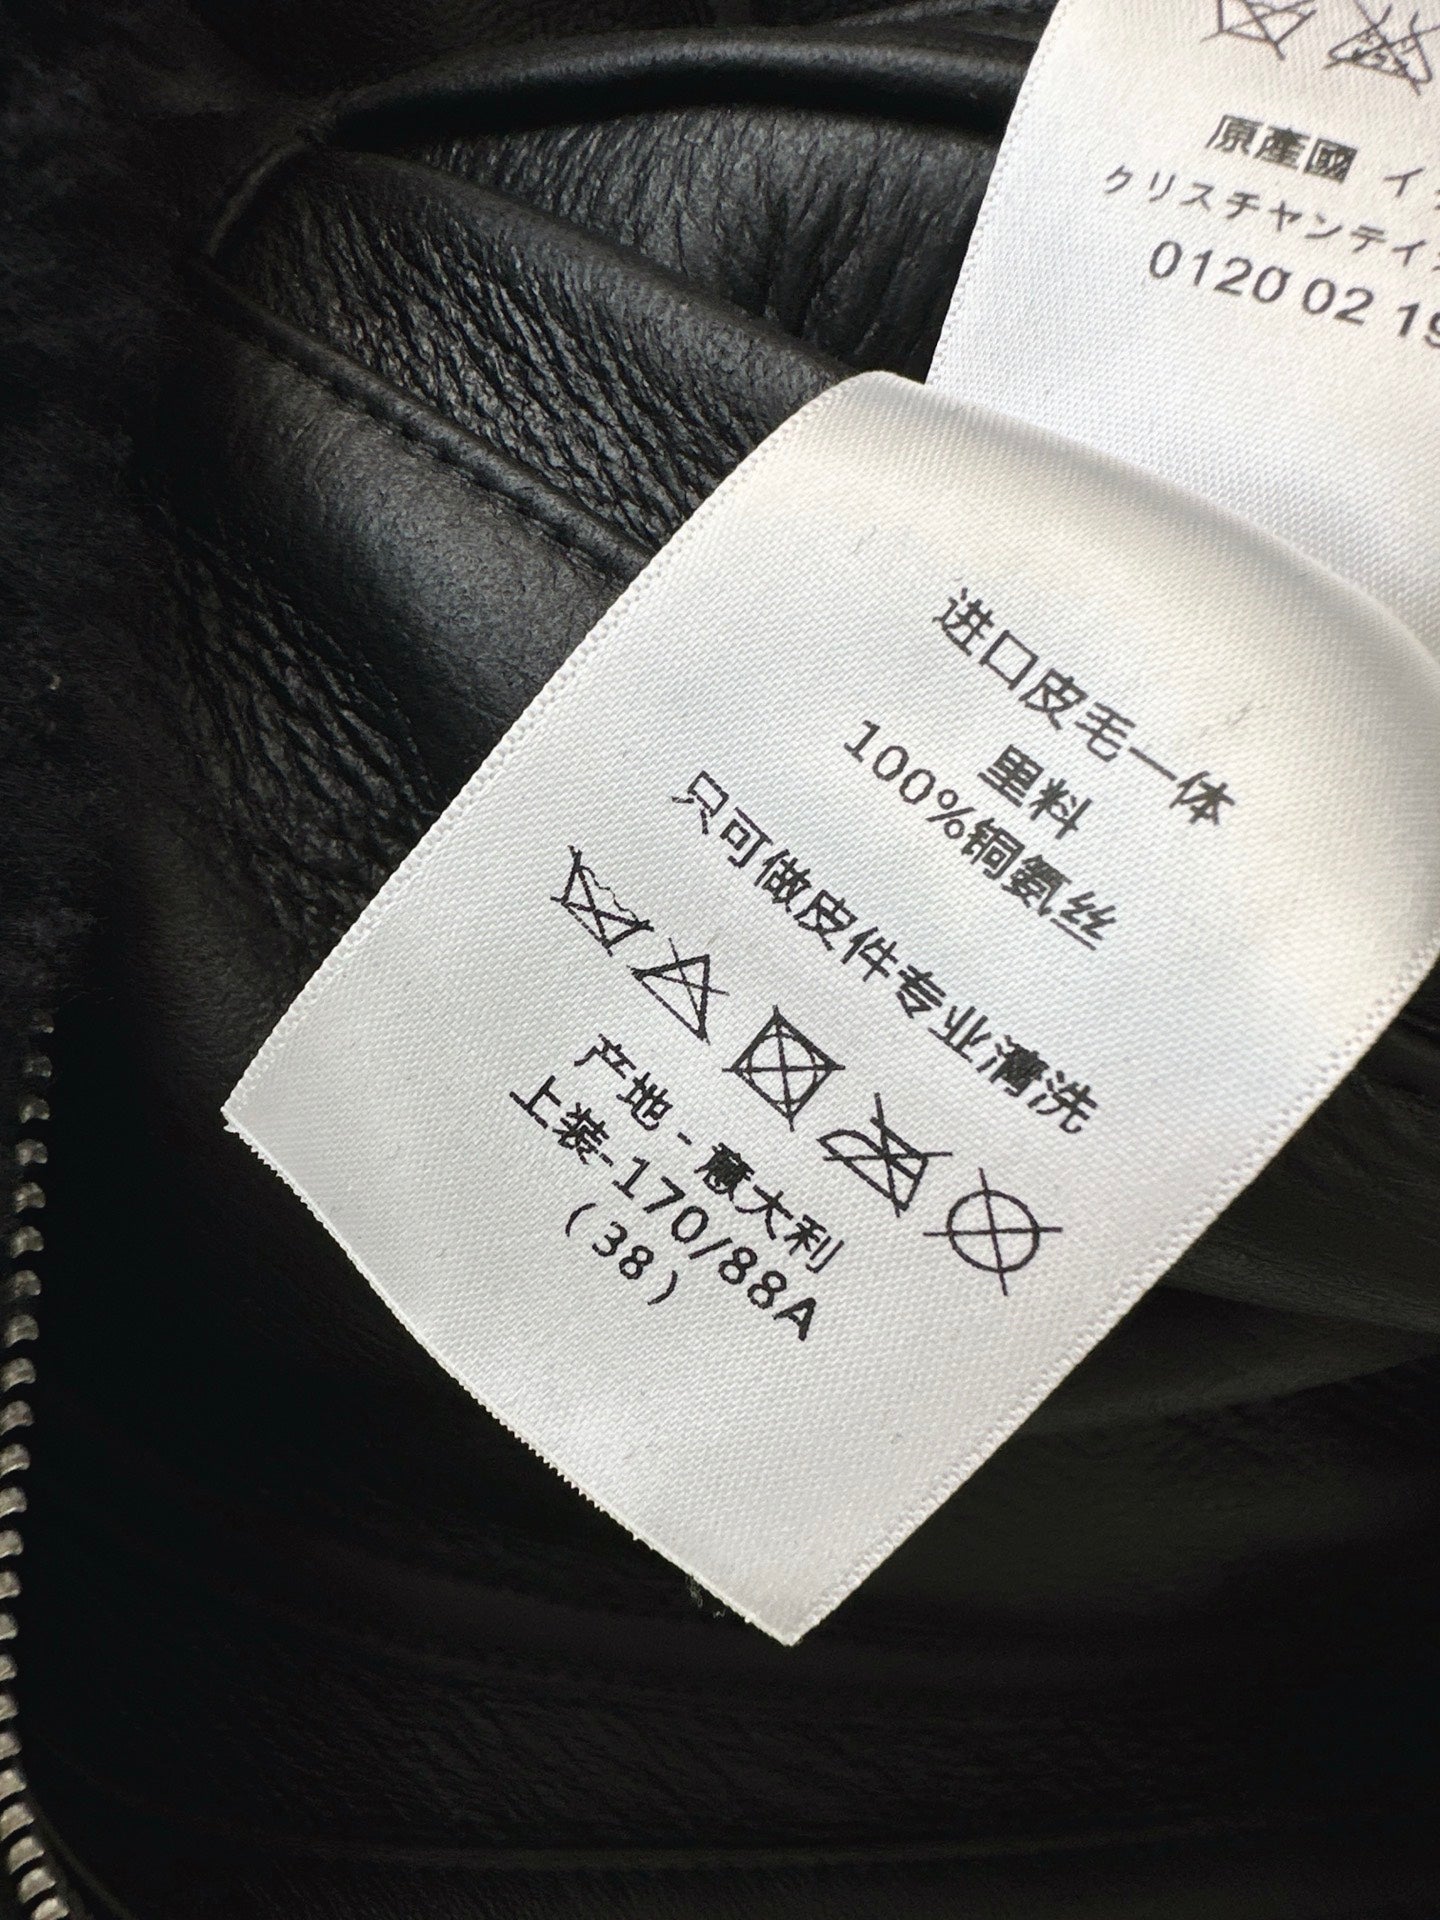 原產國 イ
クリスチャンディ
0120 02 19
进口皮毛一体
里料
100%铜氨丝
只可做皮件专业清洗
产地-意大利
上装-170/88A
(38)